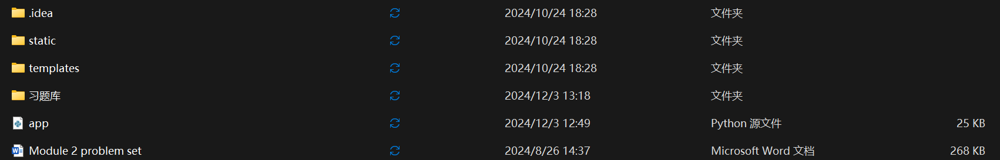 .idea 2024/10/24 18:28 文件夹
static 2024/10/24 18:28 文件夹
templates 2024/10/24 18:28 文件夹
习题库 2024/12/3 13:18 文件夹
app 2024/12/3 12:49 Python 源文件 25 KB
Module 2 problem set 2024/8/26 14:37 Microsoft Word 文档 268 KB